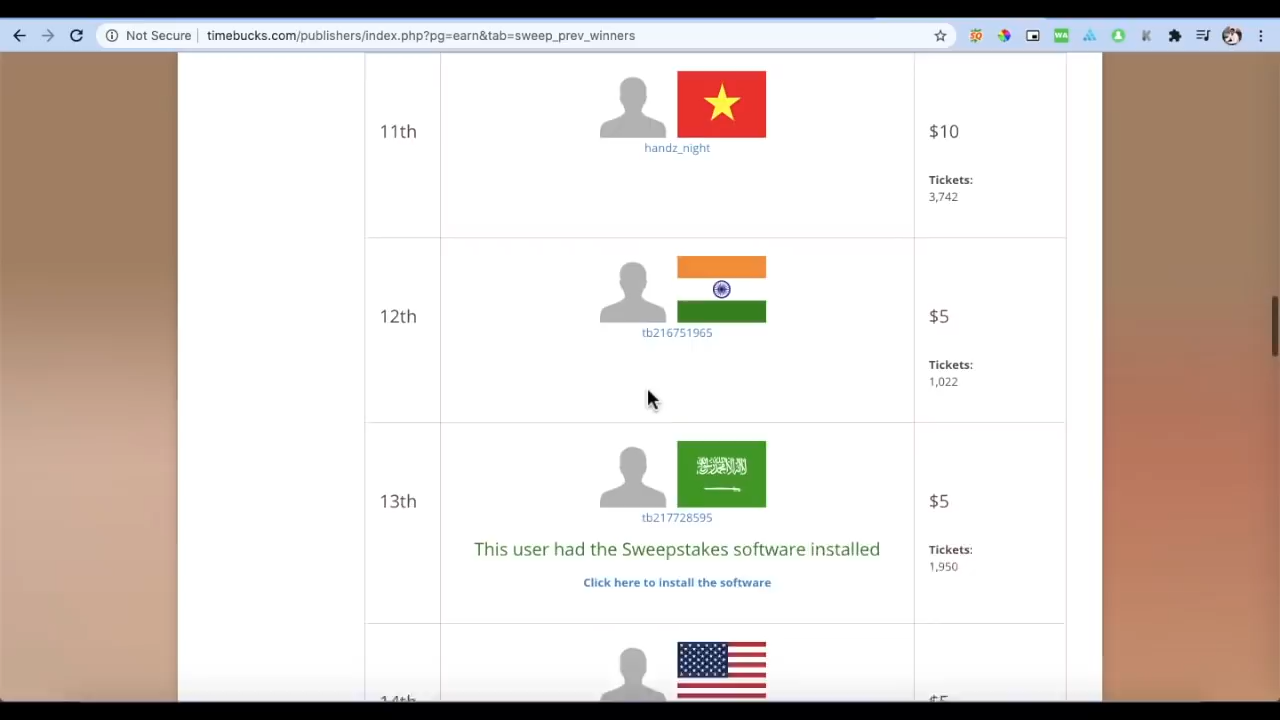 Not Secure
timebucks.com/publishers/index.php?pg=earn&tab=sweep_prev_winners
11th
handz_night
$10
Tickets:
3,742
12th
tb216751965
$5
Tickets:
1,022
13th
tb217728595
This user had the Sweepstakes software installed
Click here to install the software
$5
Tickets:
1,950
14th
$5